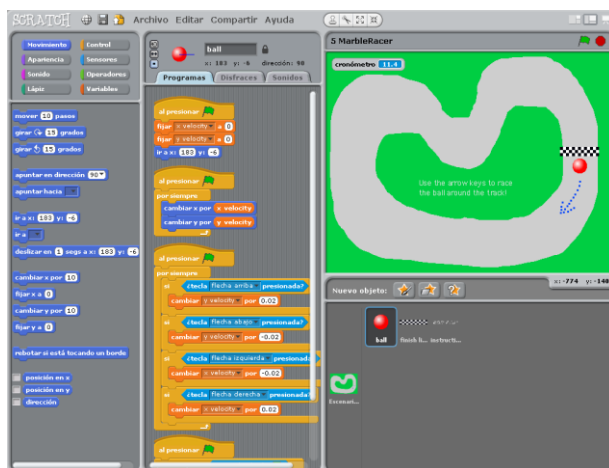 SCRATCH Archivo Editar Compartir Ayuda
Movimiento Control
Apariencia Sensores
Sonido Operadores
Lápiz Variables
mover 10 pasos
girar 15 grados
girar 15 grados
apuntar en dirección 90
apuntar hacia
ir a x: 183 y: -6
ir a
deslizar en 1 segs a x: 183 y: -6
cambiar x por 10
fijar x a 0
cambiar y por 10
fijar y a 0
rebotar si está tocando un borde
posición en x
posición en y
dirección
ball
x: 183 y: -6 dirección: 90
Programas Disfraces Sonidos
al presionar
fijar x velocity a 0
fijar y velocity a 0
ir a x: 183 y: -6
al presionar
por siempre
cambiar x por x velocity
cambiar y por y velocity
al presionar
por siempre
si ¿tecla flecha arriba presionada?
cambiar y velocity por 0.02
si ¿tecla flecha abajo presionada?
cambiar y velocity por -0.02
si ¿tecla flecha izquierda presionada?
cambiar x velocity por -0.02
si ¿tecla flecha derecha presionada?
cambiar x velocity por 0.02
al presionar
5 MarbleRacer
cronómetro 11.4
Use the arrow keys to race
the ball around the track!
x: -774 y: -148
Nuevo objeto:
ball finish li... instructi...
Escenari...